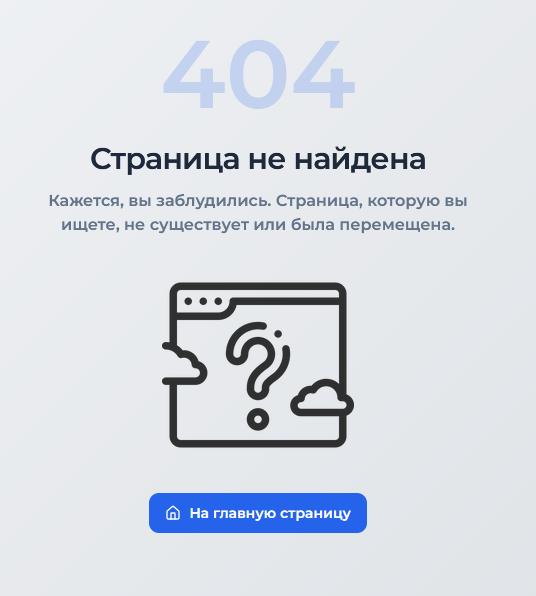 404
Страница не найдена
Кажется, вы заблудились. Страница, которую вы
ищете, не существует или была перемещена.
?
На главную страницу